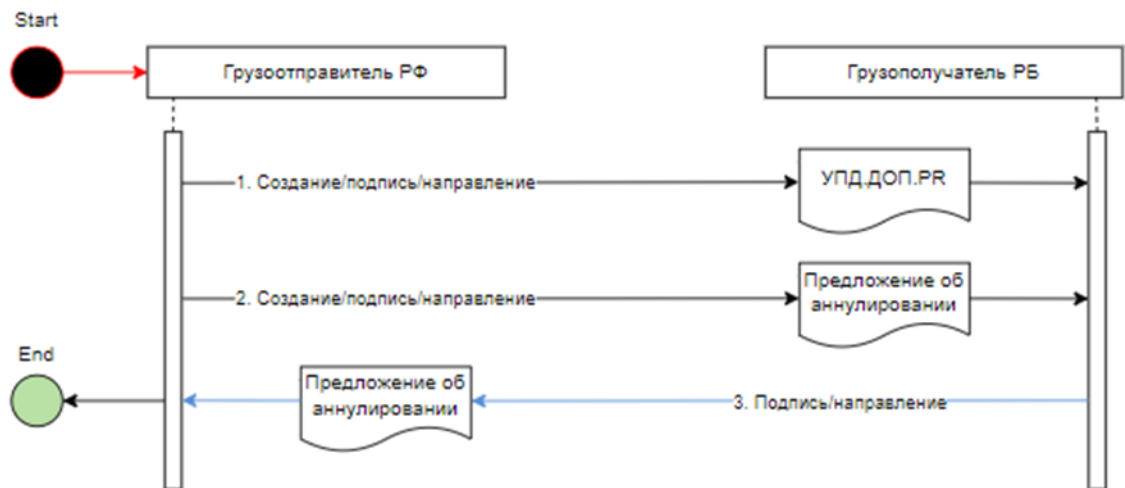 Start
Грузоотправитель РФ
Грузополучатель РБ
1. Создание/подпись/направление
УПД.ДОП.PR
2. Создание/подпись/направление
Предложение об
аннулировании
End
Предложение об
аннулировании
3. Подпись/направление